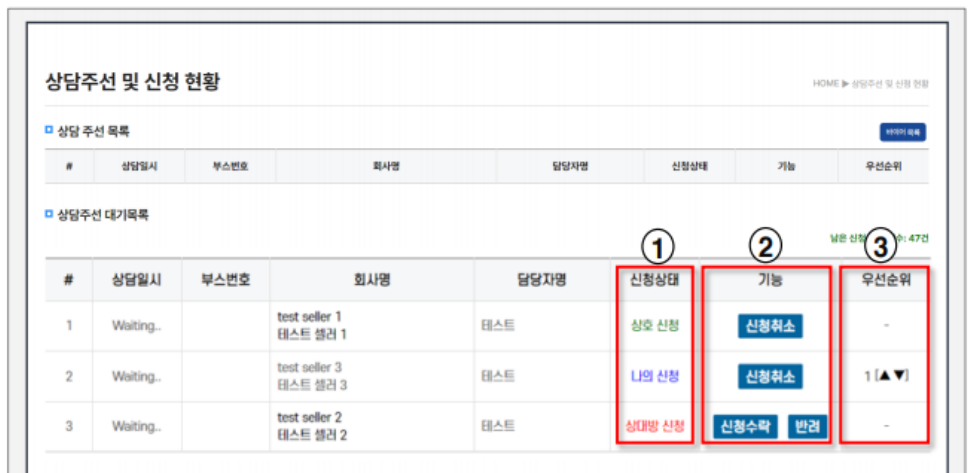 상담주선 및 신청 현황
HOME ▶ 상담주선 및 신청 현황
상담 주선 목록
바이어 목록
# 상담일시 부스번호 회사명 담당자명 신청상태 기능 우선순위
상담주선 대기목록
남은 신청 수: 47건
① ② ③
# 상담일시 부스번호 회사명 담당자명 신청상태 기능 우선순위
1 Waiting.. test seller 1 테스트 상호 신청 신청취소 -
테스트 셀러 1
2 Waiting.. test seller 3 테스트 나의 신청 신청취소 1 [▲▼]
테스트 셀러 3
3 Waiting.. test seller 2 테스트 상대방 신청 신청수락 반려 -
테스트 셀러 2